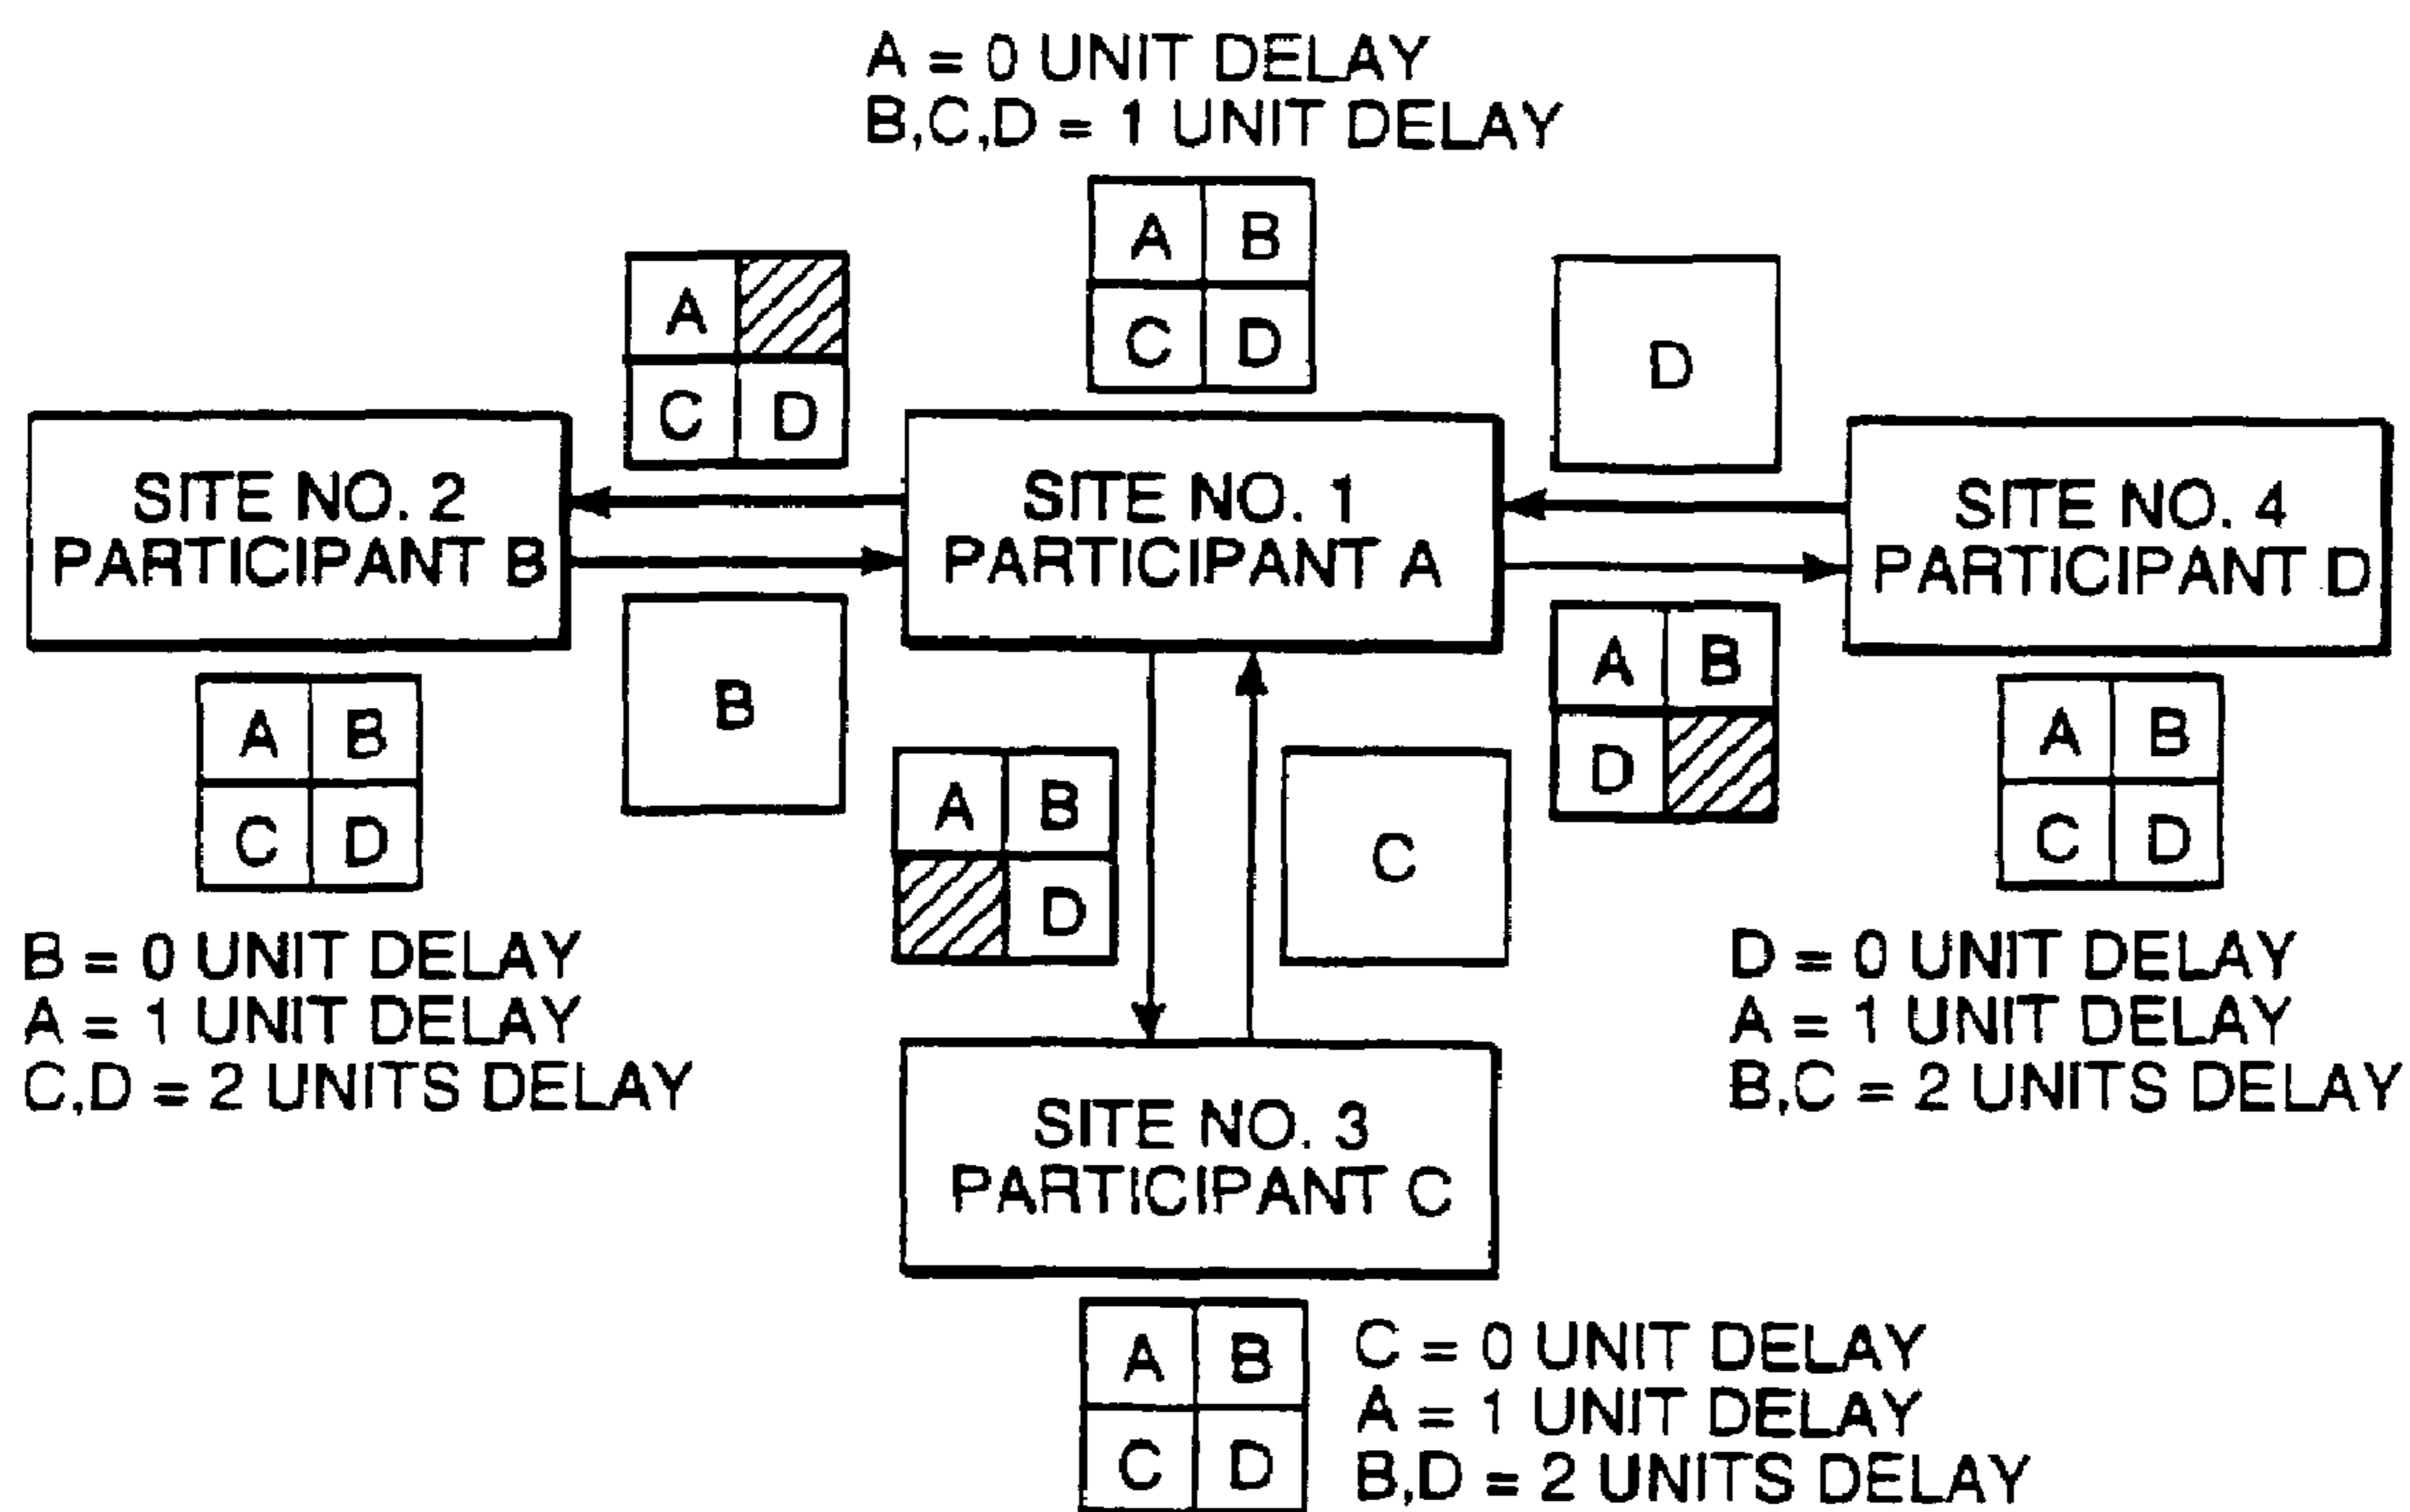 A = 0 UNIT DELAY
B,C,D = 1 UNIT DELAY
A B
C D
A
C D
D
SITE NO. 2
PARTICIPANT B
SITE NO. 1
PARTICIPANT A
SITE NO. 4
PARTICIPANT D
A B
C D
B
A B
D
C
A B
D
A B
C D
B = 0 UNIT DELAY
A = 1 UNIT DELAY
C,D = 2 UNITS DELAY
D = 0 UNIT DELAY
A = 1 UNIT DELAY
B,C = 2 UNITS DELAY
SITE NO. 3
PARTICIPANT C
A B
C D
C = 0 UNIT DELAY
A = 1 UNIT DELAY
B,D = 2 UNITS DELAY